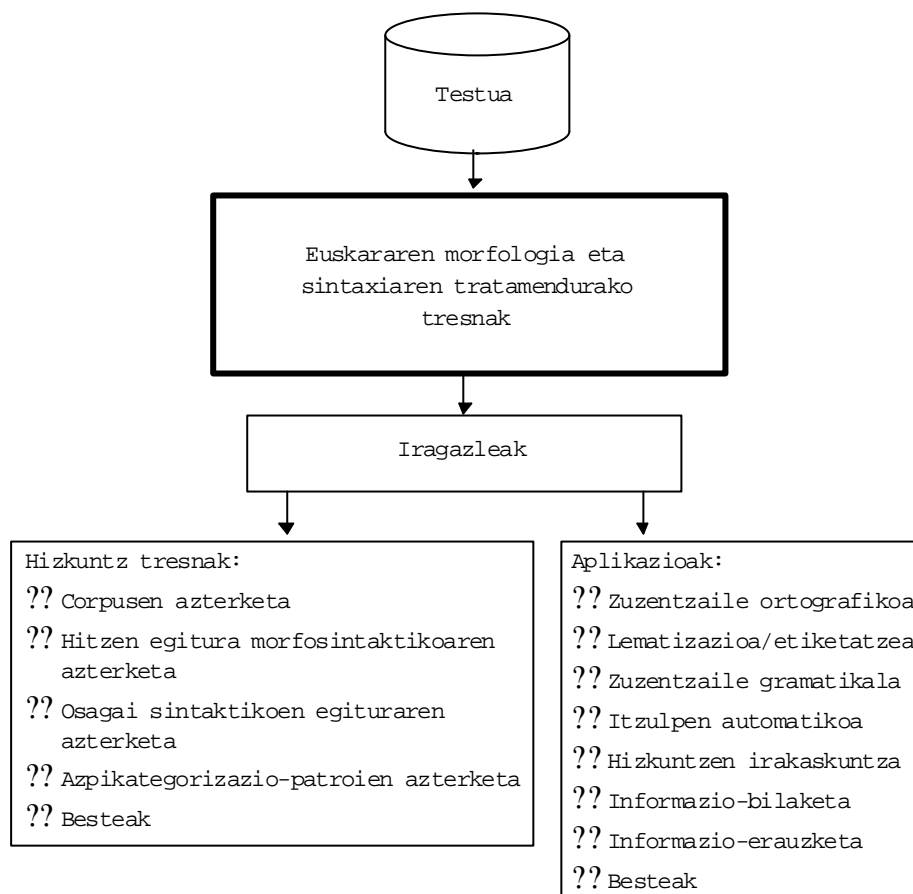 Testua
Euskararen morfologia eta
sintaxiaren tratamendurako
tresnak
Iragazleak
Hizkuntz tresnak:
?? Corpusen azterketa
?? Hitzen egitura morfosintaktikoaren
azterketa
?? Osagai sintaktikoen egituraren
azterketa
?? Azpikategorizazio-patroien azterketa
?? Besteak
Aplikazioak:
?? Zuzentzaile ortografikoa
?? Lematizazioa/etiketatzea
?? Zuzentzaile gramatikala
?? Itzulpen automatikoa
?? Hizkuntzen irakaskuntza
?? Informazio-bilaketa
?? Informazio-erauzketa
?? Besteak